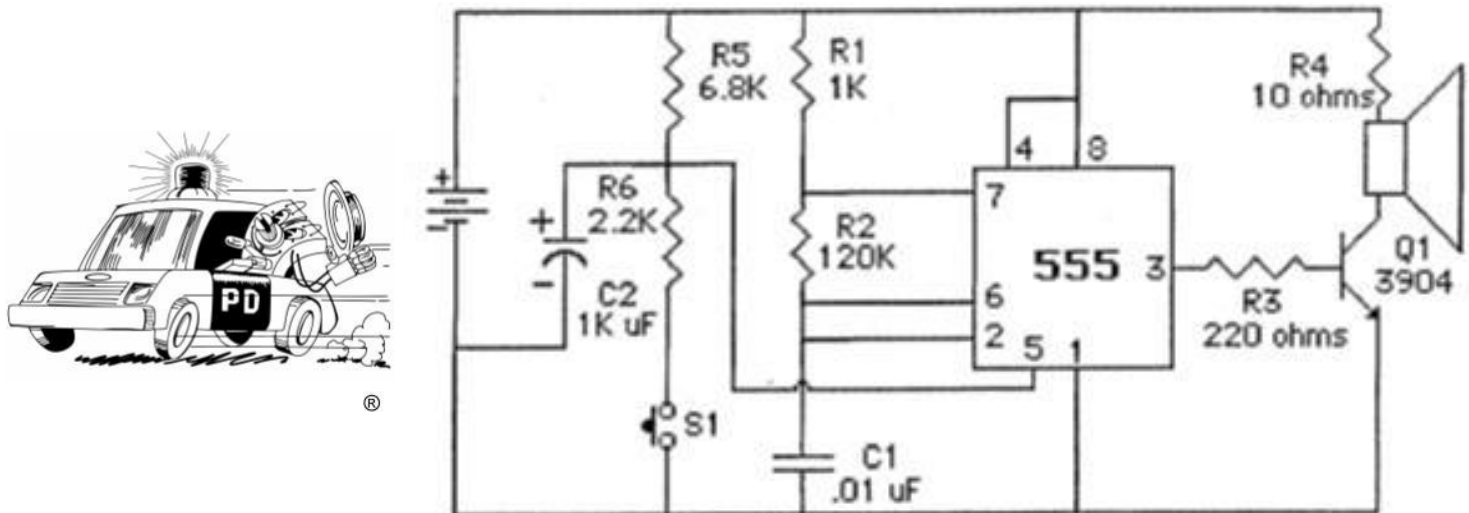 PD
®
+
-
R5
6.8K
R1
1K
R4
10 ohms
4
8
R6
2.2K
+
-
C2
1K uF
7
R2
120K
555
3
6
2
5
1
R3
220 ohms
Q1
3904
S1
C1
.01 uF